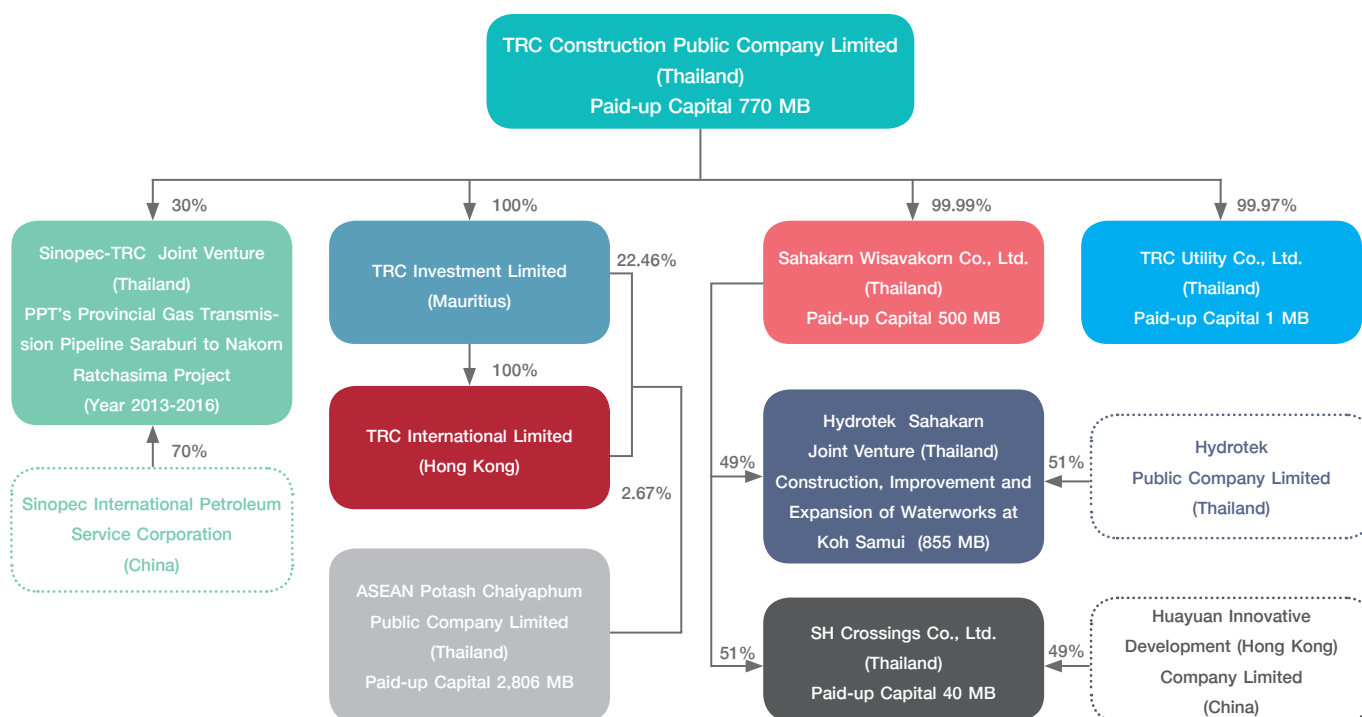 TRC Construction Public Company Limited
(Thailand)
Paid-up Capital 770 MB
30%
100%
99.99%
99.97%
Sinopec-TRC Joint Venture
(Thailand)
PPT's Provincial Gas Transmis-
sion Pipeline Saraburi to Nakorn
Ratchasima Project
(Year 2013-2016)
TRC Investment Limited
(Mauritius)
22.46%
Sahakarn Wisavakorn Co., Ltd.
(Thailand)
Paid-up Capital 500 MB
TRC Utility Co., Ltd.
(Thailand)
Paid-up Capital 1 MB
100%
70%
TRC International Limited
(Hong Kong)
2.67%
49%
Hydrotek Sahakarn
Joint Venture (Thailand)
Construction, Improvement and
Expansion of Waterworks at
Koh Samui (855 MB)
51%
Hydrotek
Public Company Limited
(Thailand)
Sinopec International Petroleum
Service Corporation
(China)
ASEAN Potash Chaiyaphum
Public Company Limited
(Thailand)
Paid-up Capital 2,806 MB
51%
SH Crossings Co., Ltd.
(Thailand)
Paid-up Capital 40 MB
49%
Huayuan Innovative
Development (Hong Kong)
Company Limited
(China)